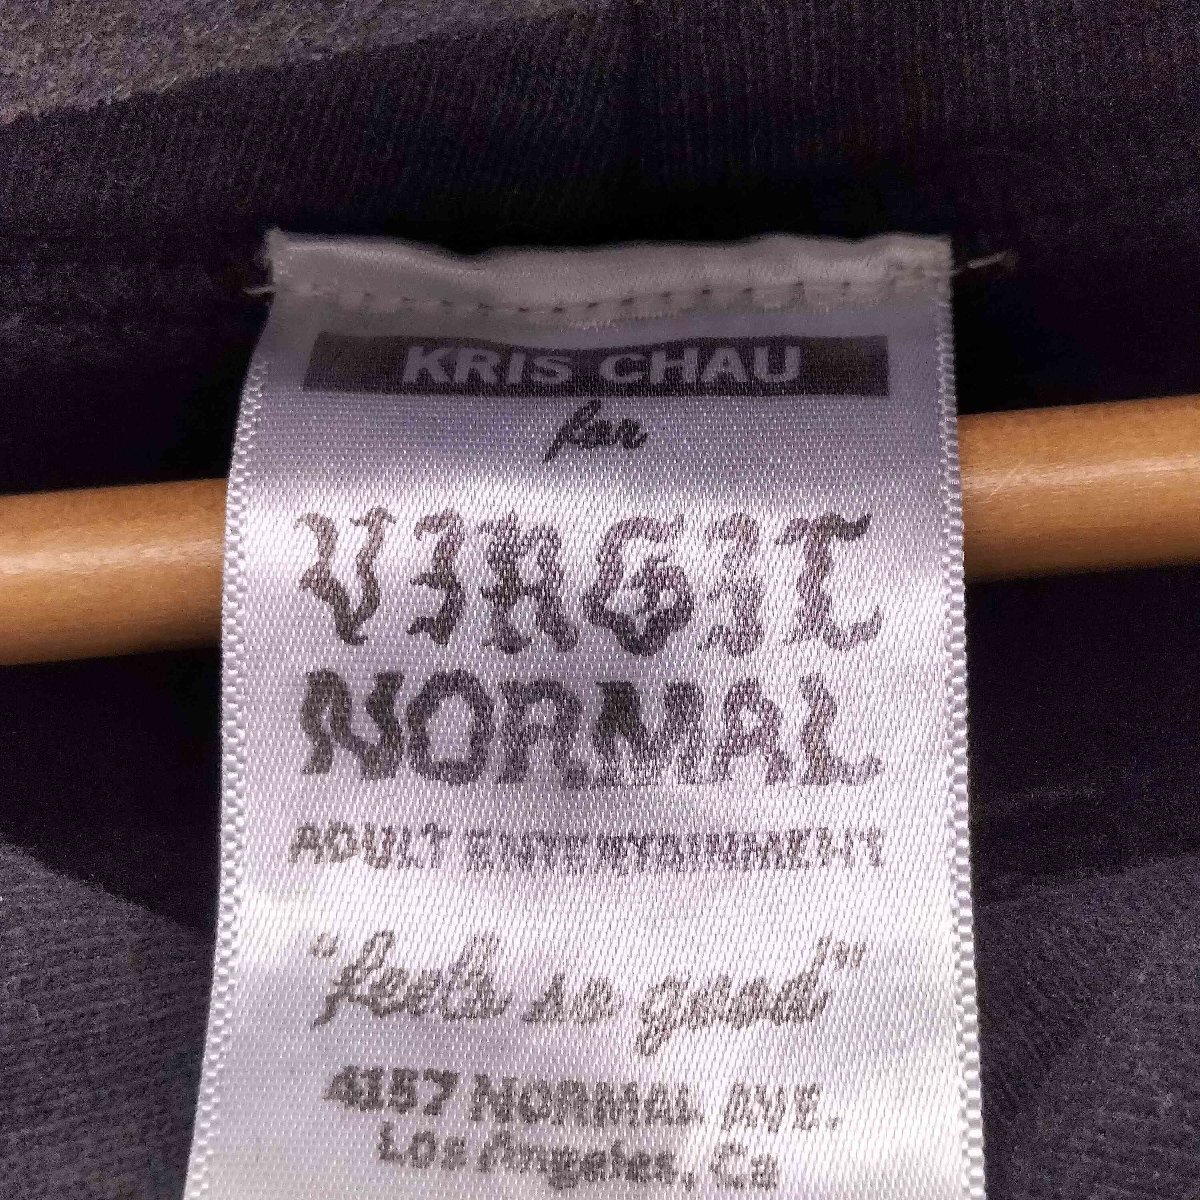 KRIS CHAU
for
VIRGIL
NORMAL
ADULT ENTERTAINMENT
"feels so good"
4157 NORMAL AVE.
Los Angeles, Ca